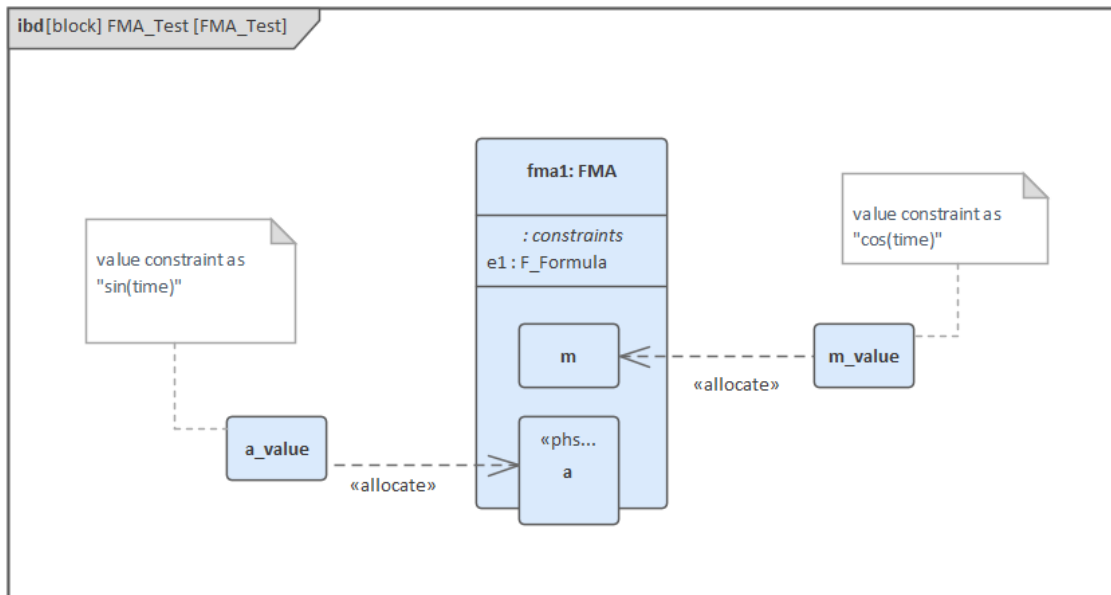 ibd[block] FMA_Test [FMA_Test]
fma1: FMA
: constraints
e1 : F_Formula
value constraint as
"sin(time)"
value constraint as
"cos(time)"
m
m_value
«allocate»
«phs...
a
a_value
«allocate»